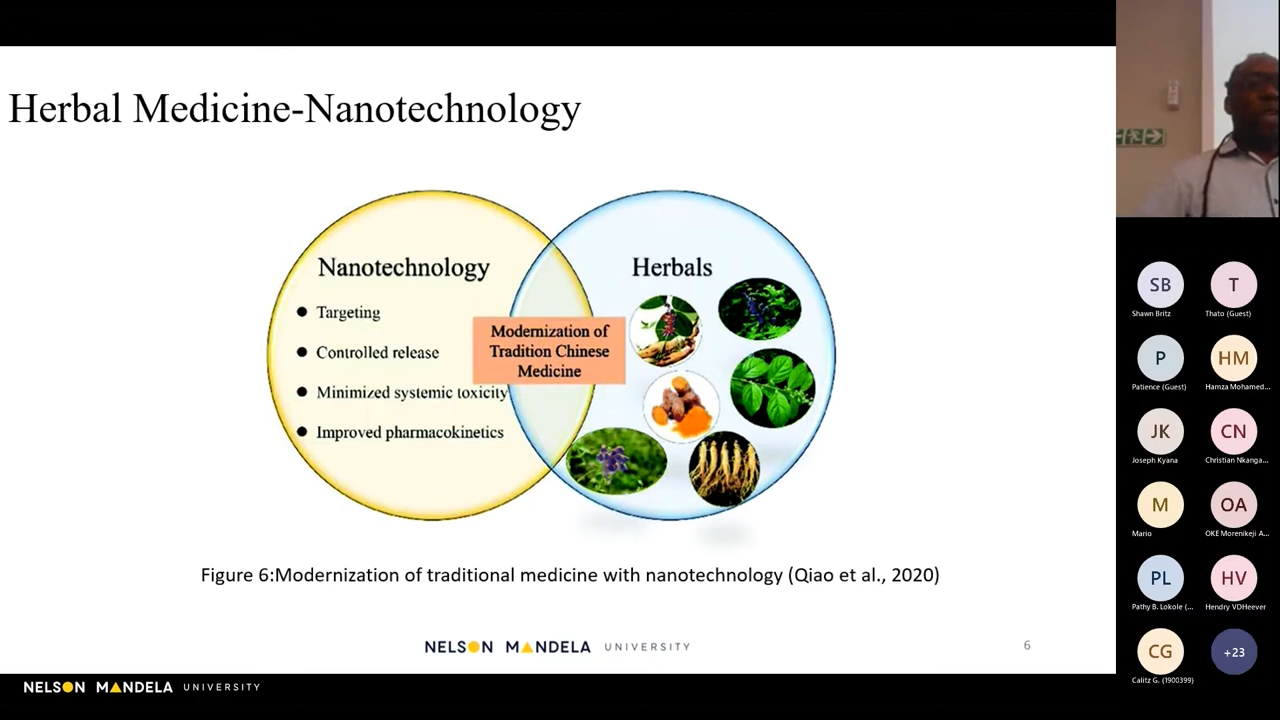 Herbal Medicine-Nanotechnology
Nanotechnology
● Targeting
● Controlled release
● Minimized systemic toxicity
● Improved pharmacokinetics
Modernization of
Tradition Chinese
Medicine
Herbals
Figure 6:Modernization of traditional medicine with nanotechnology (Qiao et al., 2020)
NELSON MANDELA UNIVERSITY
6
NELSON MANDELA UNIVERSITY
SB
Shawn Britz
T
Thato (Guest)
P
Patience (Guest)
HM
Hamza Mohamed...
JK
Joseph Kyana
CN
Christian Nkanga...
M
Mario
OA
OKE Morenikeji A...
PL
Pathy B. Lokole (...
HV
Hendry VDHeever
CG
Calitz G. (1900399)
+23